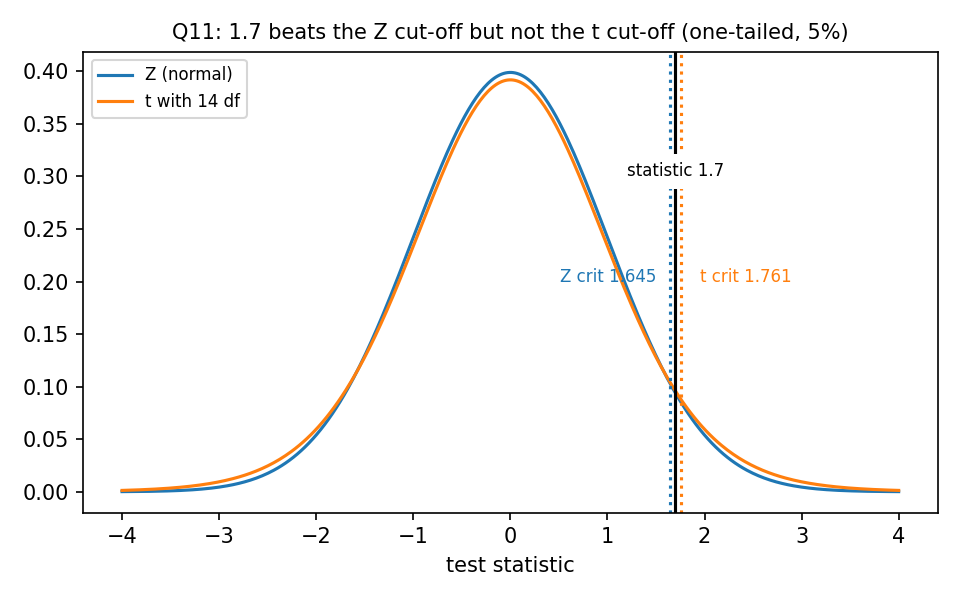 Q11: 1.7 beats the Z cut-off but not the t cut-off (one-tailed, 5%)
Z (normal)
t with 14 df
0.40
0.35
0.30
0.25
0.20
0.15
0.10
0.05
0.00
statistic 1.7
Z crit 1.645
t crit 1.761
−4
−3
−2
−1
0
1
2
3
4
test statistic